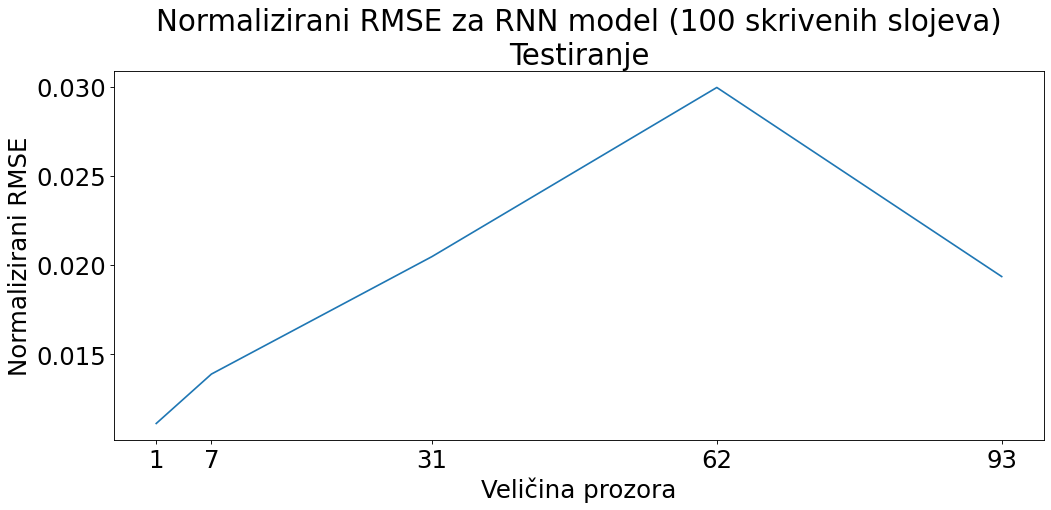 Normalizirani RMSE za RNN model (100 skrivenih slojeva)
Testiranje
Normalizirani RMSE
0.030
0.025
0.020
0.015
1 7 31 62 93
Veličina prozora